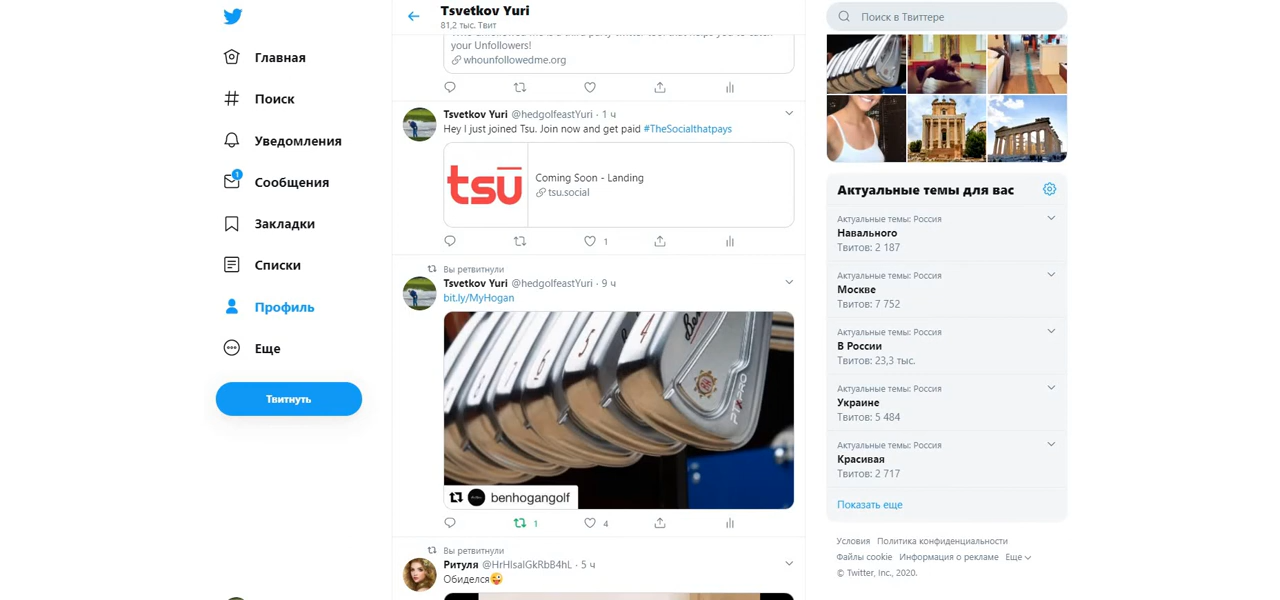 Главная
Поиск
Уведомления
1
Сообщения
Закладки
Списки
Профиль
Еще
Твитнуть
Tsvetkov Yuri
81,2 тыс. Твит
your Unfollowers!
whounfollowedme.org
Tsvetkov Yuri @hedgolfeastYuri · 1 ч
Hey I just joined Tsu. Join now and get paid #TheSocialthatpays
tsū
Coming Soon - Landing
tsu.social
1
Вы ретвитнули
Tsvetkov Yuri @hedgolfeastYuri · 9 ч
bit.ly/MyHogan
PTx PRO
benhogangolf
1 4
Вы ретвитнули
Ритуля @HrHIsalGkRbB4hL · 5 ч
Обиделся😜
Поиск в Твиттере
Актуальные темы для вас
Актуальные темы: Россия
Навального
Твитов: 2 187
Актуальные темы: Россия
Москве
Твитов: 7 752
Актуальные темы: Россия
В России
Твитов: 23,3 тыс.
Актуальные темы: Россия
Украине
Твитов: 5 484
Актуальные темы: Россия
Красивая
Твитов: 2 717
Показать еще
Условия Политика конфиденциальности
Файлы cookie Информация о рекламе Еще
© Twitter, Inc., 2020.